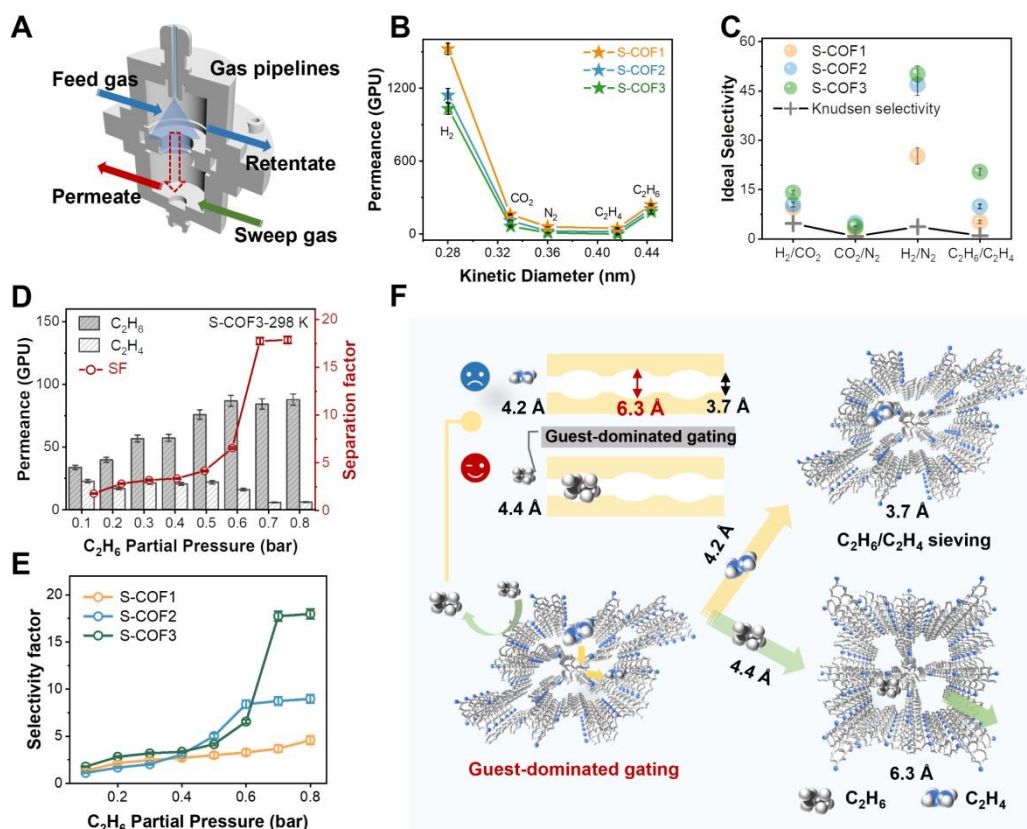 A
Feed gas
Gas pipelines
Retentate
Permeate
Sweep gas
B
Permeance (GPU)
1200
600
0
S-COF1
S-COF2
S-COF3
H₂
CO₂
N₂
C₂H₄
C₂H₆
0.28
0.32
0.36
0.40
0.44
Kinetic Diameter (nm)
C
Ideal Selectivity
60
45
30
15
0
S-COF1
S-COF2
S-COF3
Knudsen selectivity
H₂/CO₂
CO₂/N₂
H₂/N₂
C₂H₆/C₂H₄
D
Permeance (GPU)
150
100
50
0
C₂H₆
C₂H₄
SF
S-COF3-298 K
20
15
10
5
0
Separation factor
0.1
0.2
0.3
0.4
0.5
0.6
0.7
0.8
C₂H₆ Partial Pressure (bar)
E
Selectivity factor
25
20
15
10
5
0
S-COF1
S-COF2
S-COF3
0.2
0.4
0.6
0.8
C₂H₆ Partial Pressure (bar)
F
4.2 Å
6.3 Å
3.7 Å
Guest-dominated gating
4.4 Å
4.2 Å
4.4 Å
3.7 Å
C₂H₆/C₂H₄ sieving
Guest-dominated gating
6.3 Å
C₂H₆
C₂H₄